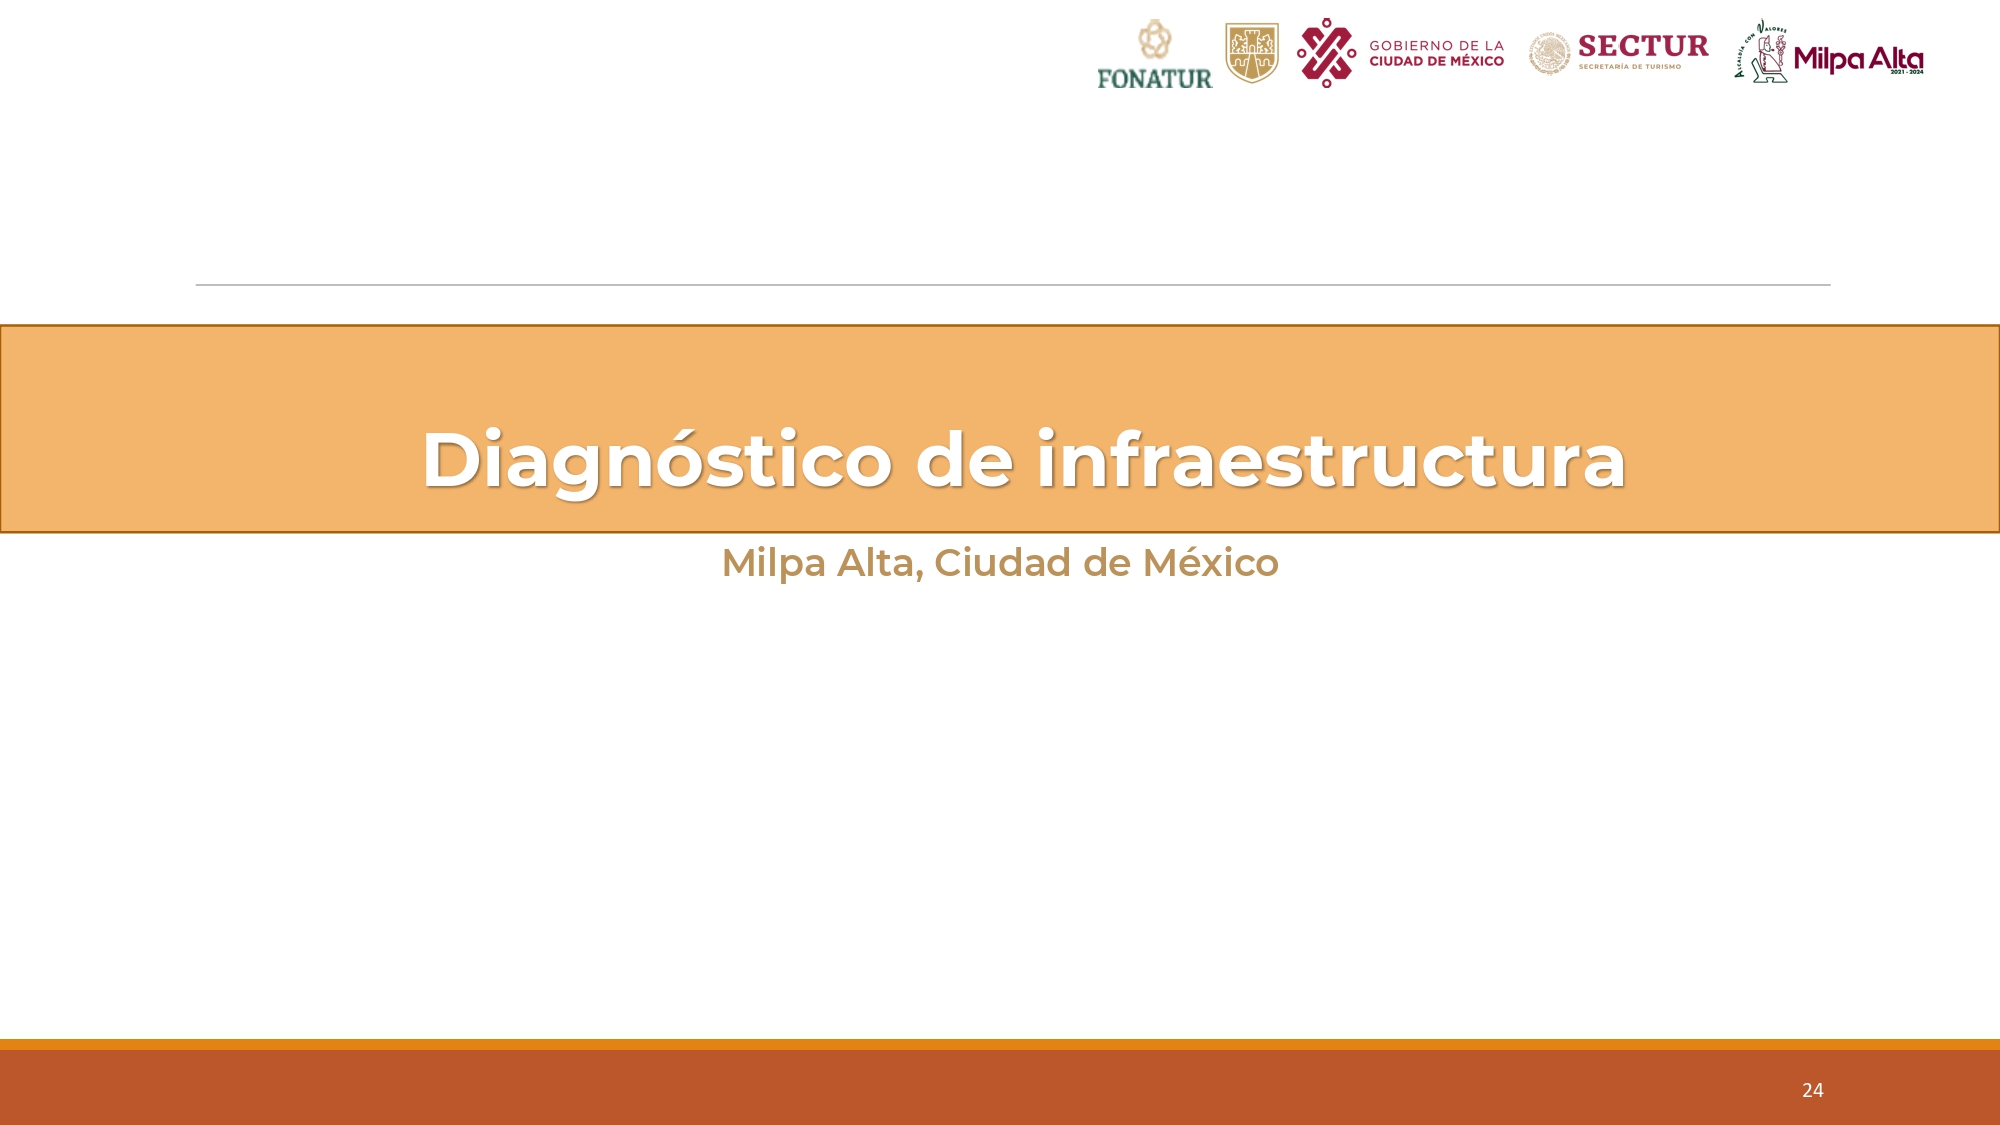 FONATUR
GOBIERNO DE LA
CIUDAD DE MÉXICO
SECTUR
SECRETARÍA DE TURISMO
ALCALDÍA CON VALORES
Milpa Alta
2021 - 2024
Diagnóstico de infraestructura
Milpa Alta, Ciudad de México
24